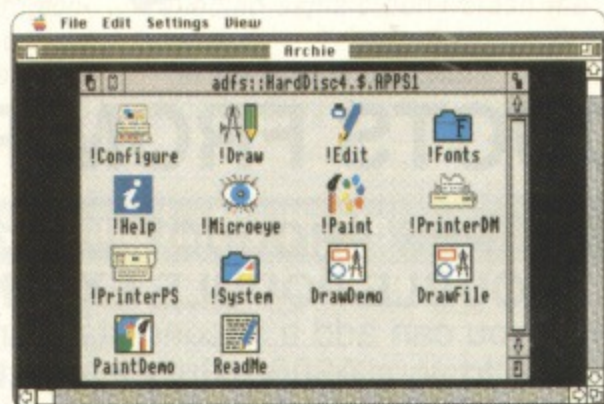 File Edit Settings View
Archie
adfs::HardDisc4.$.APPS1
!Configure !Draw !Edit !Fonts
!Help !Microeye !Paint !PrinterDM
!PrinterPS !System DrawDemo DrawFile
PaintDemo ReadMe